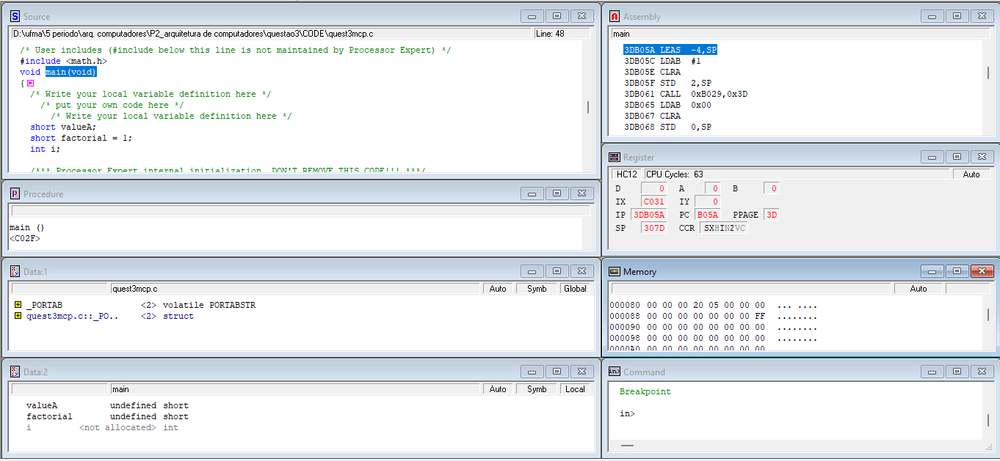 Source
D:\ufma\5 periodo\arq. computadores\P2_arquitetura de computadores\questao3\CODE\quest3mcp.c Line: 48
/* User includes (#include below this line is not maintained by Processor Expert) */
#include <math.h>
void main(void)
{
/* Write your local variable definition here */
/* put your own code here */
/* Write your local variable definition here */
short valueA;
short factorial = 1;
int i;
/*** Processor Expert internal initialization. DON'T REMOVE THIS CODE!!! ***/
Procedure
main ()
<C02F>
Data:1
quest3mcp.c Auto Symb Global
_PORTAB <2> volatile PORTABSTR
quest3mcp.c::_PO.. <2> struct
Data:2
main Auto Symb Local
valueA undefined short
factorial undefined short
i <not allocated> int
Assembly
main
3DB05A LEAS -4,SP
3DB05C LDAB #1
3DB05E CLRA
3DB05F STD 2,SP
3DB061 CALL 0xB029,0x3D
3DB065 LDAB 0x00
3DB067 CLRA
3DB068 STD 0,SP
Register
HC12 CPU Cycles: 63 Auto
D 0 A 0 B 0
IX C031 IY 0
IP 3DB05A PC B05A PPAGE 3D
SP 307D CCR SXHINZVC
Memory
Auto
000080 00 00 00 20 05 00 00 00 ... ....
000088 00 00 00 00 00 00 00 FF ........
000090 00 00 00 00 00 00 00 00 ........
000098 00 00 00 00 00 00 00 00 ........
0000A0 00 00 00 00 00 00 00 00
Command
Breakpoint
in>